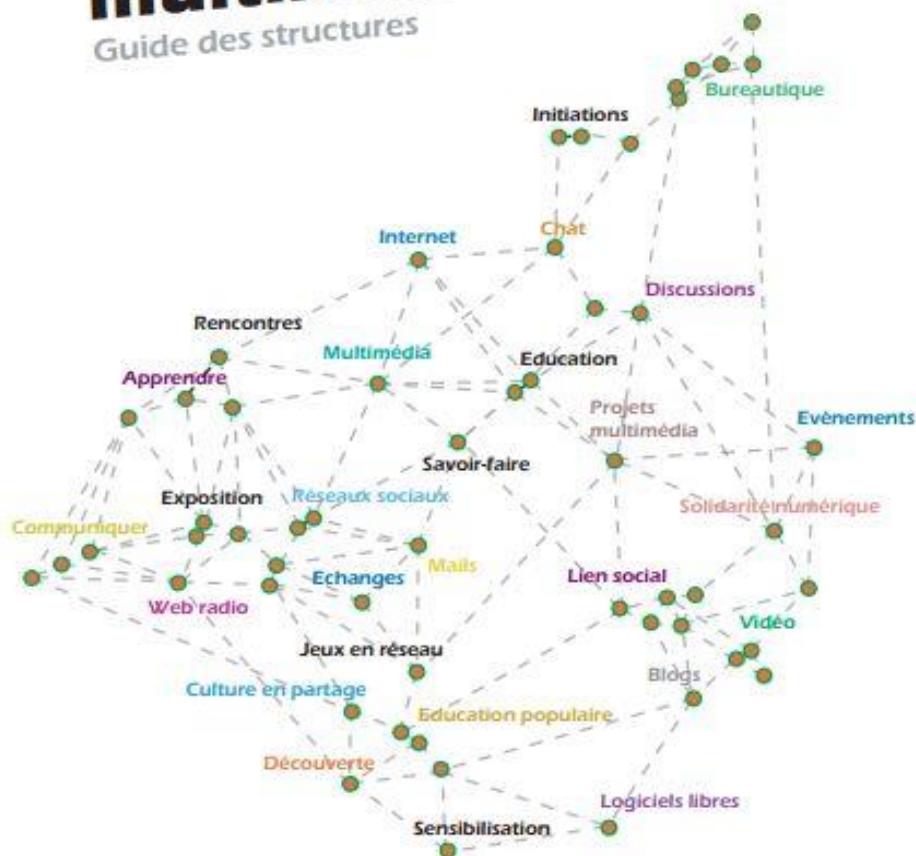 Guide des structures
Bureautique
Initiations
Chat
Internet
Discussions
Rencontres
Multimédia
Education
Apprendre
Projets
multimédia
Evènements
Savoir-faire
Exposition
Réseaux sociaux
Solidarité numérique
Communiquer
Mails
Echanges
Lien social
Web radio
Vidéo
Jeux en réseau
Blogs
Culture en partage
Education populaire
Découverte
Logiciels libres
Sensibilisation